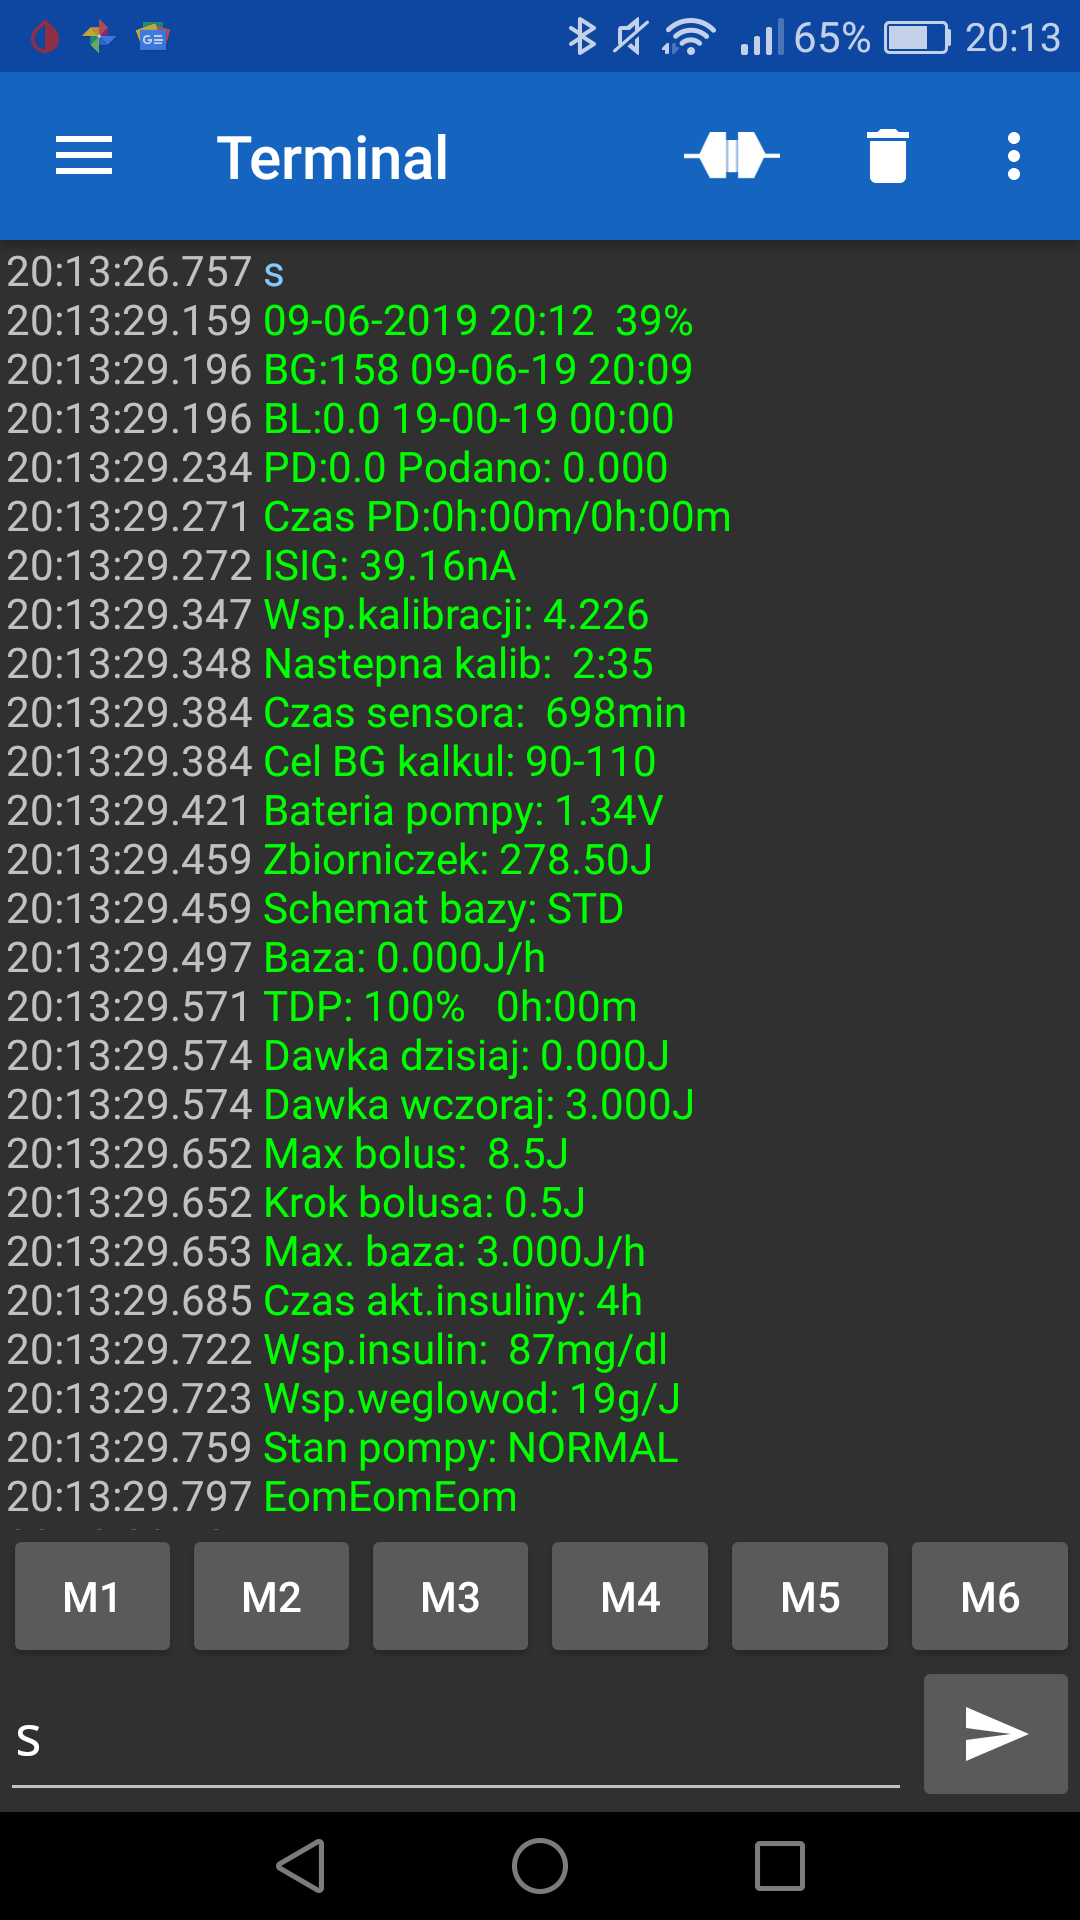 65% 20:13
Terminal
20:13:26.757 s
20:13:29.159 09-06-2019 20:12  39%
20:13:29.196 BG:158 09-06-19 20:09
20:13:29.196 BL:0.0 19-00-19 00:00
20:13:29.234 PD:0.0 Podano: 0.000
20:13:29.271 Czas PD:0h:00m/0h:00m
20:13:29.272 ISIG: 39.16nA
20:13:29.347 Wsp.kalibracji: 4.226
20:13:29.348 Nastepna kalib:  2:35
20:13:29.384 Czas sensora:  698min
20:13:29.384 Cel BG kalkul: 90-110
20:13:29.421 Bateria pompy: 1.34V
20:13:29.459 Zbiorniczek: 278.50J
20:13:29.459 Schemat bazy: STD
20:13:29.497 Baza: 0.000J/h
20:13:29.571 TDP: 100%   0h:00m
20:13:29.574 Dawka dzisiaj: 0.000J
20:13:29.574 Dawka wczoraj: 3.000J
20:13:29.652 Max bolus:  8.5J
20:13:29.652 Krok bolusa: 0.5J
20:13:29.653 Max. baza: 3.000J/h
20:13:29.685 Czas akt.insuliny: 4h
20:13:29.722 Wsp.insulin:  87mg/dl
20:13:29.723 Wsp.weglowod: 19g/J
20:13:29.759 Stan pompy: NORMAL
20:13:29.797 EomEomEom
M1 M2 M3 M4 M5 M6
s